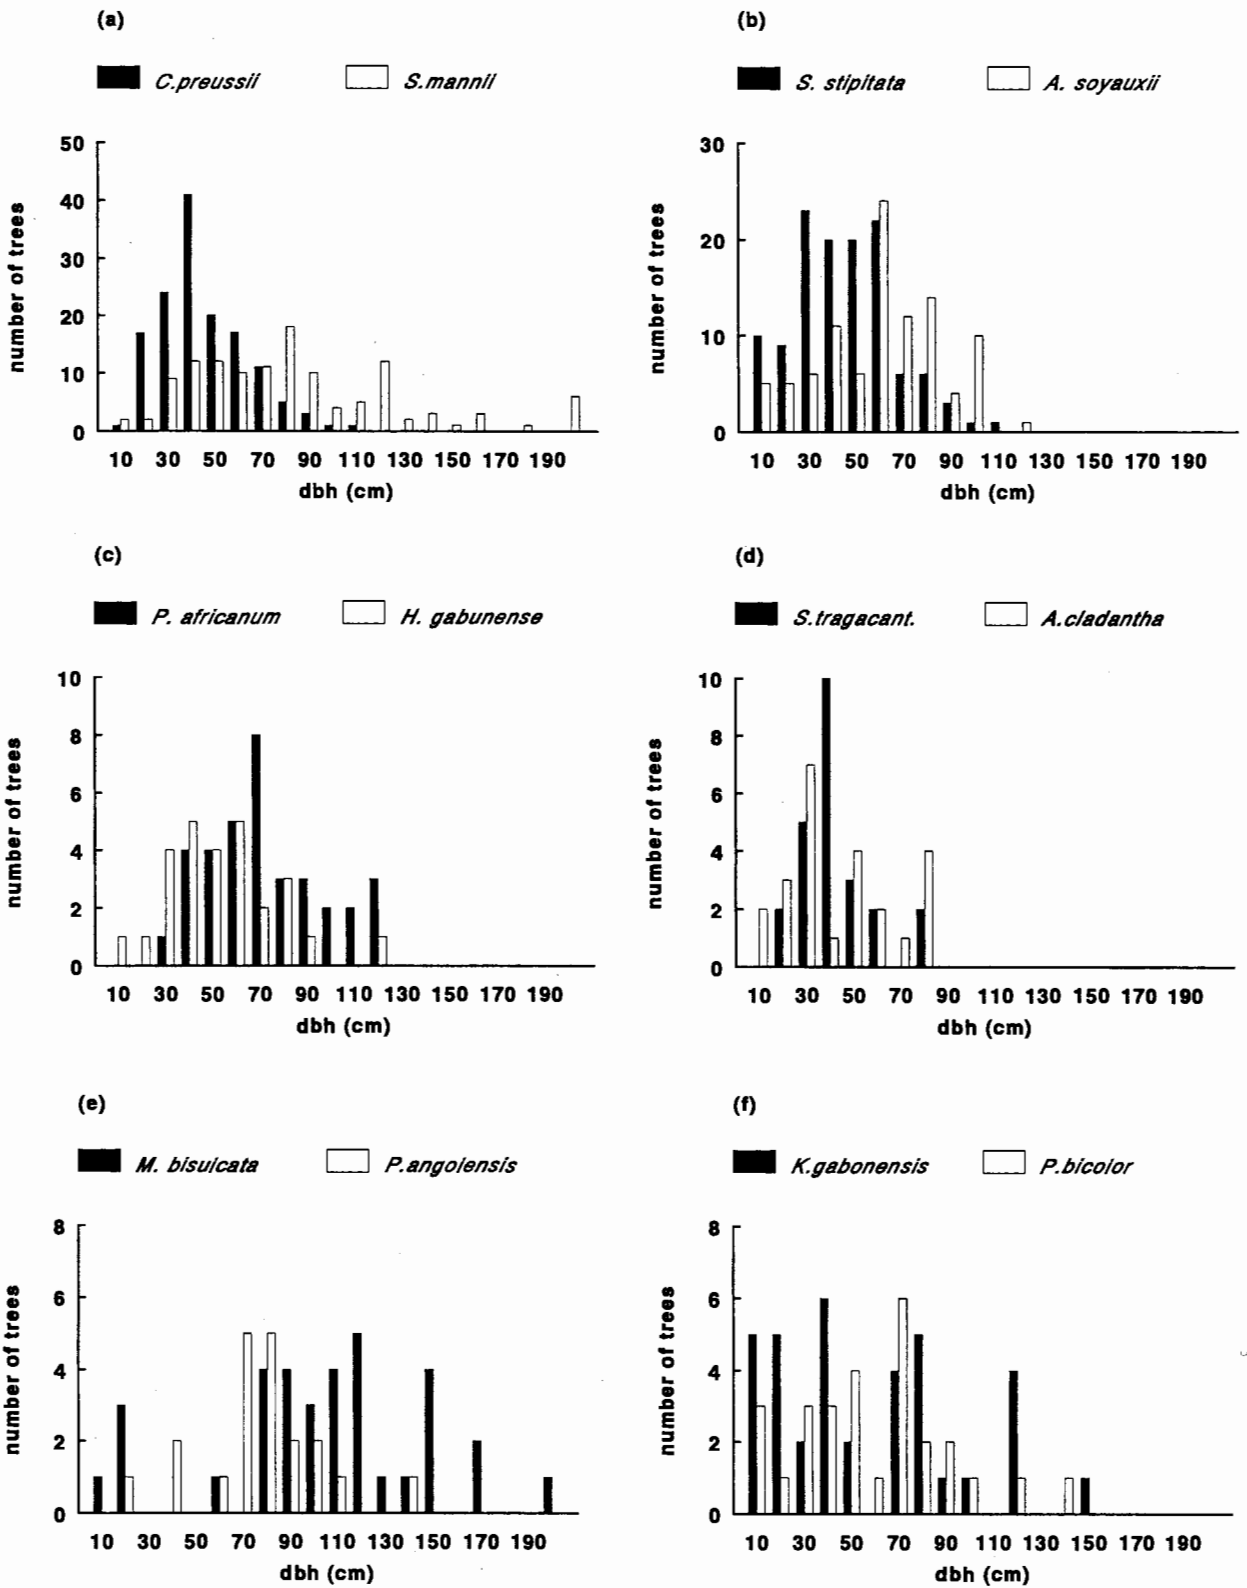 (a)
C.preussii S.mannii
50
40
30
20
10
0
number of trees
10 30 50 70 90 110 130 150 170 190
dbh (cm)
(b)
S. stipitata A. soyauxii
30
20
10
0
number of trees
10 30 50 70 90 110 130 150 170 190
dbh (cm)
(c)
P. africanum H. gabunense
10
8
6
4
2
0
number of trees
10 30 50 70 90 110 130 150 170 190
dbh (cm)
(d)
S.tragacant. A.cladantha
10
8
6
4
2
0
number of trees
10 30 50 70 90 110 130 150 170 190
dbh (cm)
(e)
M. bisulcata P.angolensis
8
6
4
2
0
number of trees
10 30 50 70 90 110 130 150 170 190
dbh (cm)
(f)
K.gabonensis P.bicolor
8
6
4
2
0
number of trees
10 30 50 70 90 110 130 150 170 190
dbh (cm)